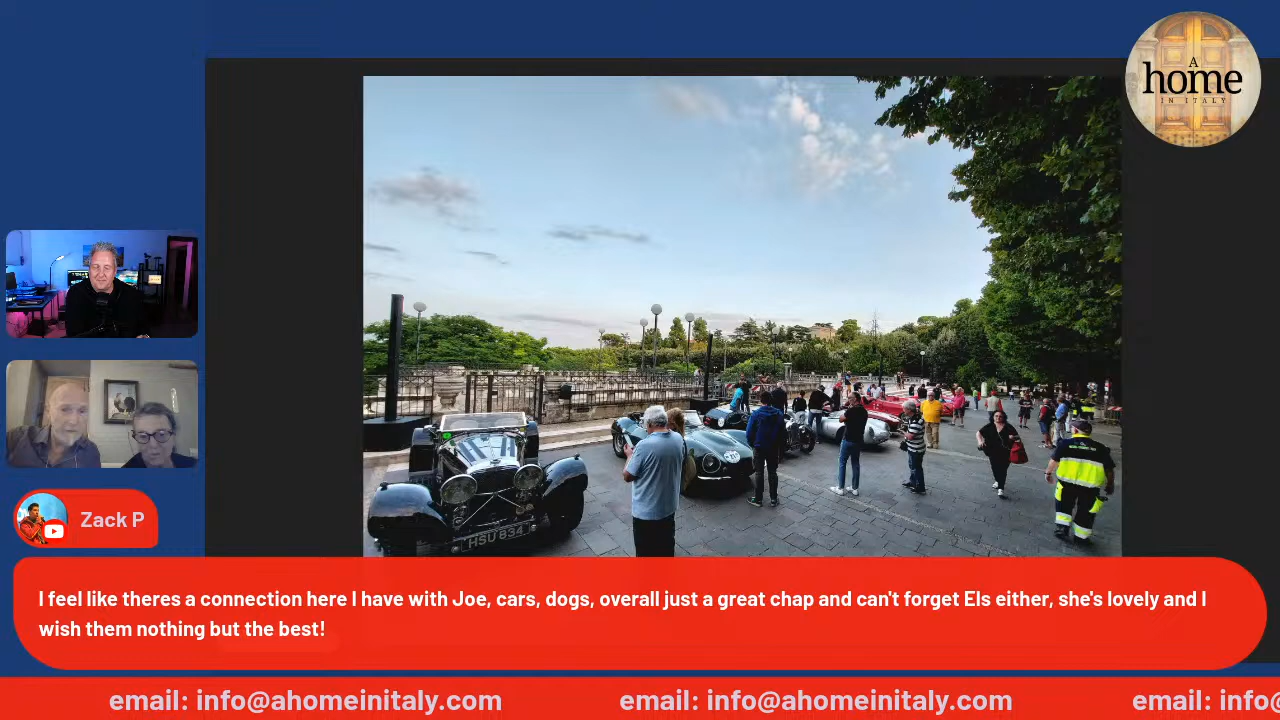 A
home
IN ITALY
HSU 834
Zack P
I feel like theres a connection here I have with Joe, cars, dogs, overall just a great chap and can't forget Els either, she's lovely and I
wish them nothing but the best!
email: info@ahomeinitaly.com email: info@ahomeinitaly.com email: info@